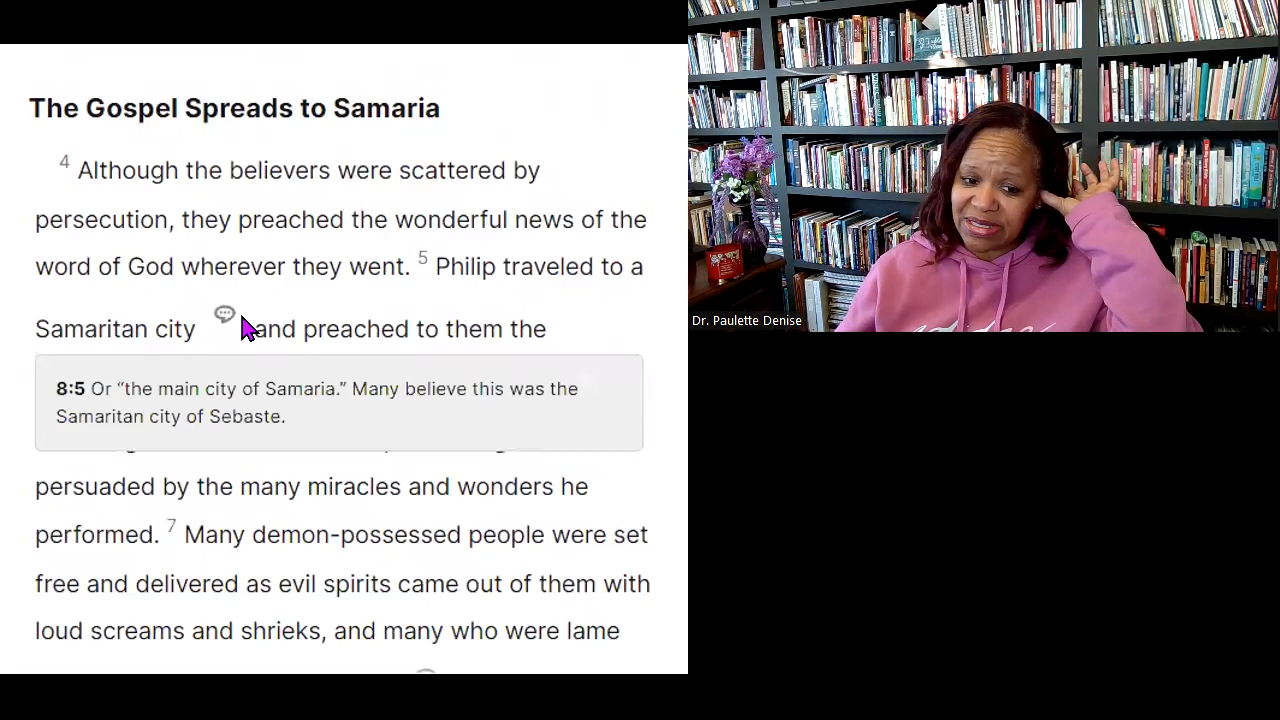 The Gospel Spreads to Samaria
4 Although the believers were scattered by
persecution, they preached the wonderful news of the
word of God wherever they went. 5 Philip traveled to a
Samaritan city and preached to them the
8:5 Or “the main city of Samaria.” Many believe this was the
Samaritan city of Sebaste.
persuaded by the many miracles and wonders he
performed. 7 Many demon-possessed people were set
free and delivered as evil spirits came out of them with
loud screams and shrieks, and many who were lame
Dr. Paulette Denise